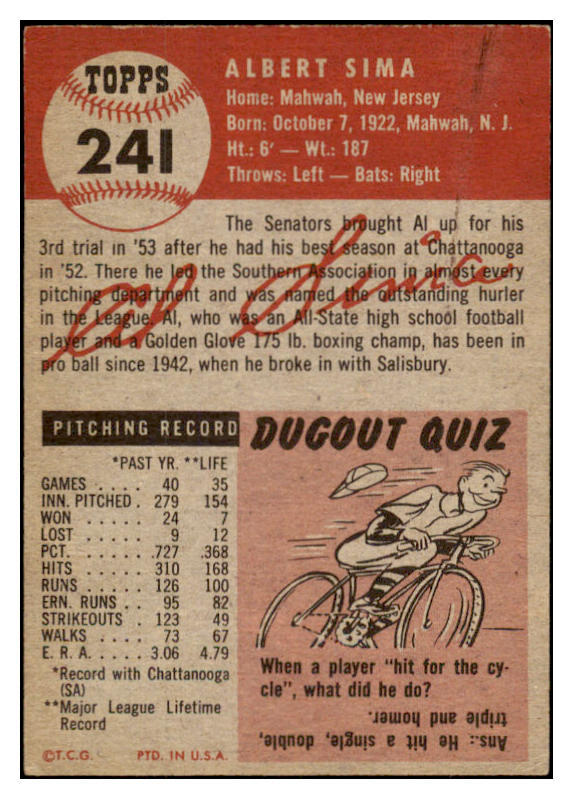 TOPPS
241
ALBERT SIMA
Home: Mahwah, New Jersey
Born: October 7, 1922, Mahwah, N. J.
Ht.: 6' — Wt.: 187
Throws: Left — Bats: Right
The Senators brought Al up for his
3rd trial in '53 after he had his best season at Chattanooga
in '52. There he led the Southern Association in almost every
pitching department and was named the outstanding hurler
in the League. Al, who was an All-State high school football
player and a Golden Glove 175 lb. boxing champ, has been in
pro ball since 1942, when he broke in with Salisbury.
Al Sima
PITCHING RECORD
*PAST YR. **LIFE
GAMES . . . . 40 35
INN. PITCHED . 279 154
WON . . . . . 24 7
LOST . . . . . 9 12
PCT. . . . . . .727 .368
HITS . . . . . 310 168
RUNS . . . . . 126 100
ERN. RUNS . . 95 82
STRIKEOUTS . 123 49
WALKS . . . . 73 67
E. R. A. . . . . 3.06 4.79
*Record with Chattanooga
(SA)
**Major League Lifetime
Record
©T.C.G. PTD. IN U.S.A.
DUGOUT QUIZ
When a player "hit for the cy-
cle", what did he do?
Ans.: He hit a single, double,
triple and homer.